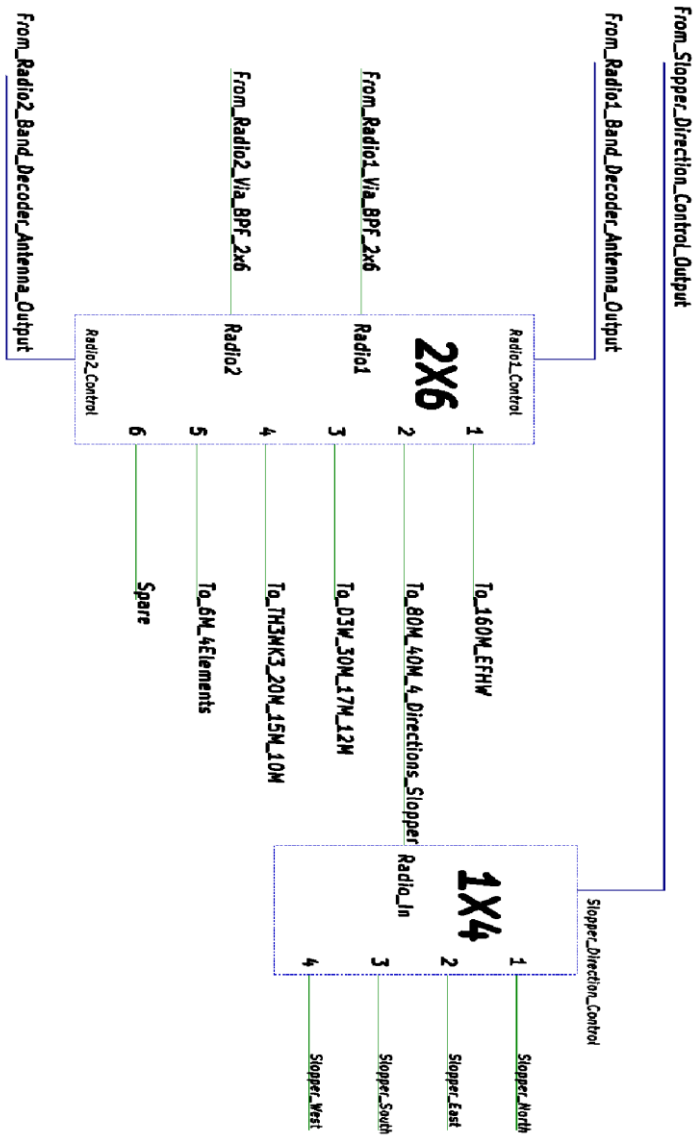 From_Slopper_Direction_Control_Output
From_Radio1_Band_Decoder_Antenna_Output
Slopper_Direction_Control
Radio1_Control
2X6
1X4
From_Radio1_Via_BPF_2x6
Radio1
From_Radio2_Via_BPF_2x6
Radio2
Radio2_Control
From_Radio2_Band_Decoder_Antenna_Output
1
To_160M_EFHW
2
To_80M_40M_4_Directions_Slopper
3
To_D3W_30M_17M_12M
4
To_TH3MK3_20M_15M_10M
5
To_6M_4Elements
6
Spare
Radio_In
1
Slopper_North
2
Slopper_East
3
Slopper_South
4
Slopper_West